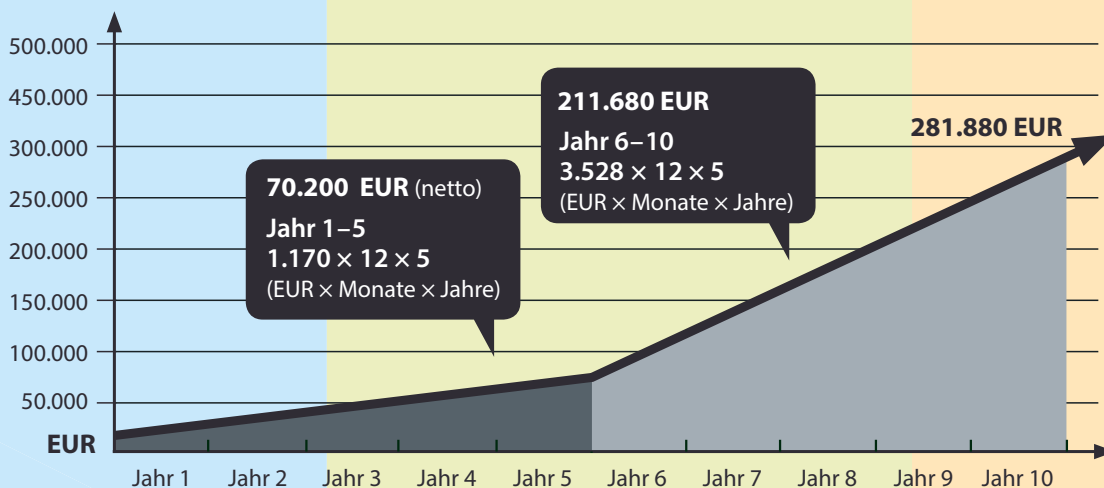 500.000
450.000
300.000
250.000
200.000
150.000
100.000
50.000
EUR
211.680 EUR
Jahr 6–10
3.528 × 12 × 5
(EUR × Monate × Jahre)
281.880 EUR
70.200 EUR (netto)
Jahr 1–5
1.170 × 12 × 5
(EUR × Monate × Jahre)
Jahr 1 Jahr 2 Jahr 3 Jahr 4 Jahr 5 Jahr 6 Jahr 7 Jahr 8 Jahr 9 Jahr 10